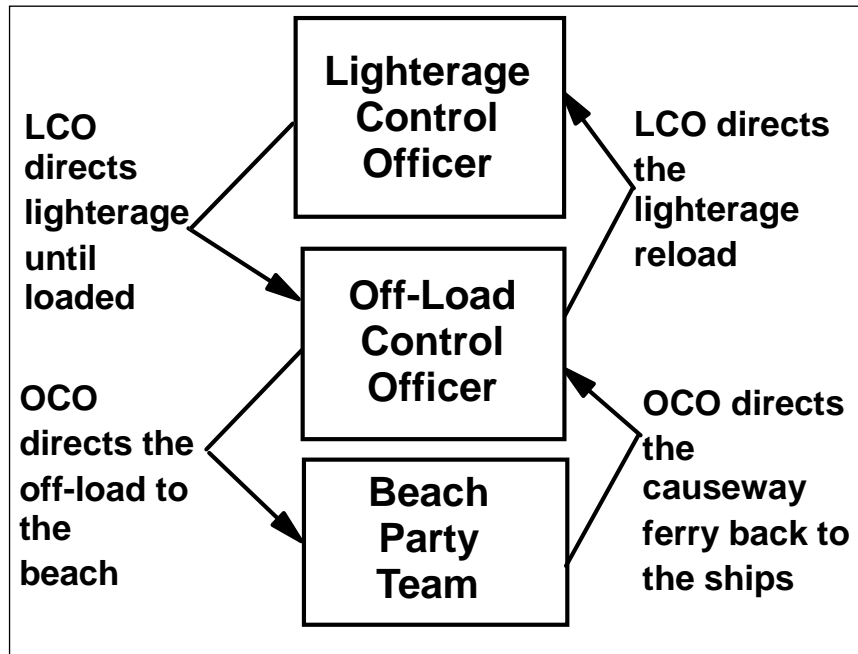 Lighterage
Control
Officer
LCO
directs
lighterage
until
loaded
LCO directs
the
lighterage
reload
Off-Load
Control
Officer
OCO
directs the
off-load to
the
beach
OCO directs
the
causeway
ferry back to
the ships
Beach
Party
Team